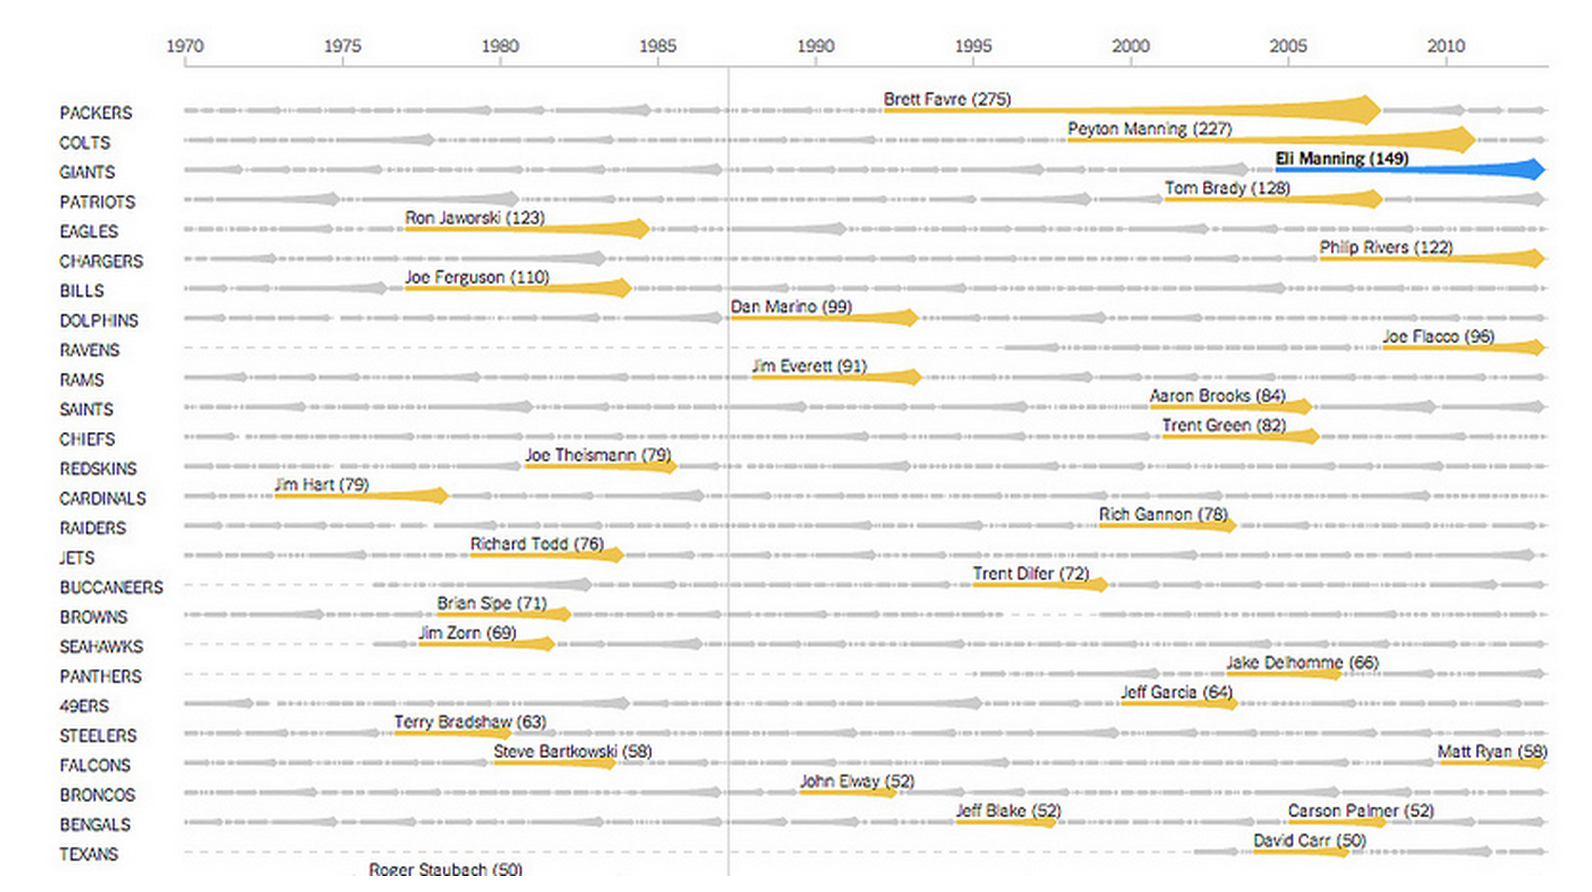 1970 1975 1980 1985 1990 1995 2000 2005 2010
PACKERS Brett Favre (275)
COLTS Peyton Manning (227)
GIANTS Eli Manning (149)
PATRIOTS Tom Brady (128)
EAGLES Ron Jaworski (123)
CHARGERS Philip Rivers (122)
BILLS Joe Ferguson (110)
DOLPHINS Dan Marino (99)
RAVENS Joe Flacco (96)
RAMS Jim Everett (91)
SAINTS Aaron Brooks (84)
CHIEFS Trent Green (82)
REDSKINS Joe Theismann (79)
CARDINALS Jim Hart (79)
RAIDERS Rich Gannon (78)
JETS Richard Todd (76)
BUCCANEERS Trent Dilfer (72)
BROWNS Brian Sipe (71)
SEAHAWKS Jim Zorn (69)
PANTHERS Jake Delhomme (66)
49ERS Jeff Garcia (64)
STEELERS Terry Bradshaw (63)
FALCONS Steve Bartkowski (58) Matt Ryan (58)
BRONCOS John Elway (52)
BENGALS Jeff Blake (52) Carson Palmer (52)
TEXANS David Carr (50)
Roger Staubach (50)